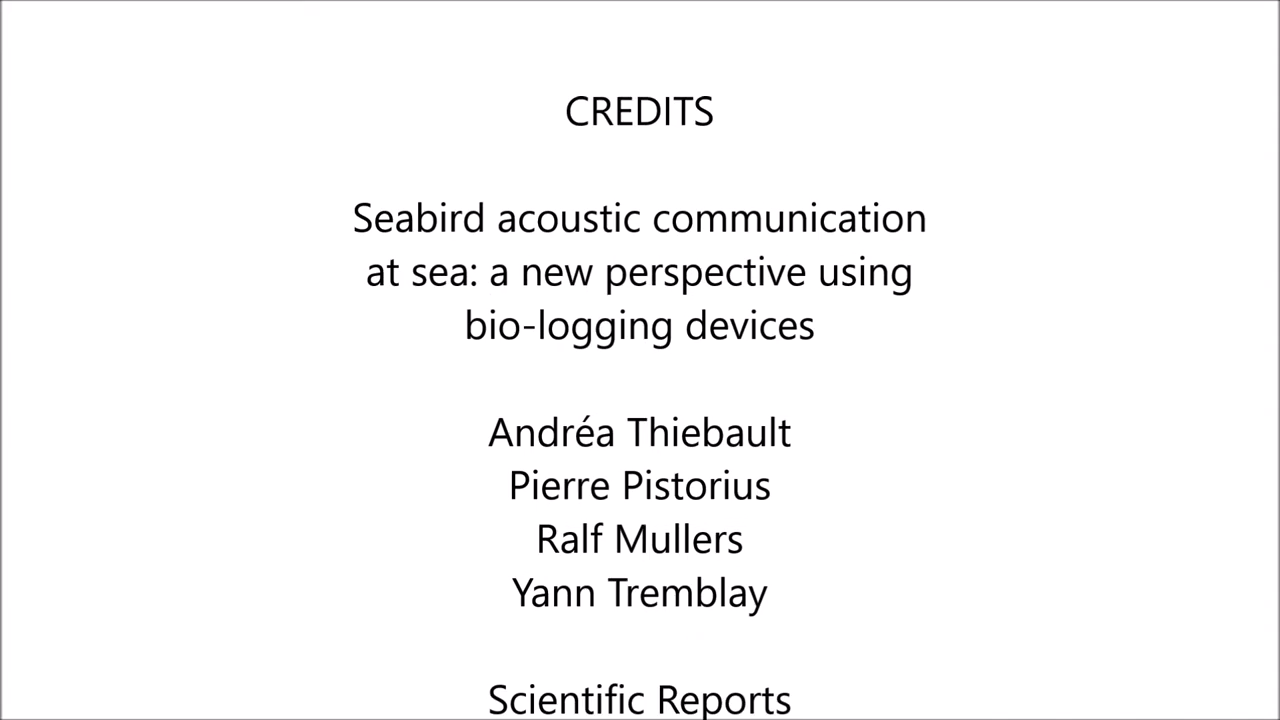 CREDITS
Seabird acoustic communication
at sea: a new perspective using
bio-logging devices
Andréa Thiebault
Pierre Pistorius
Ralf Mullers
Yann Tremblay
Scientific Reports